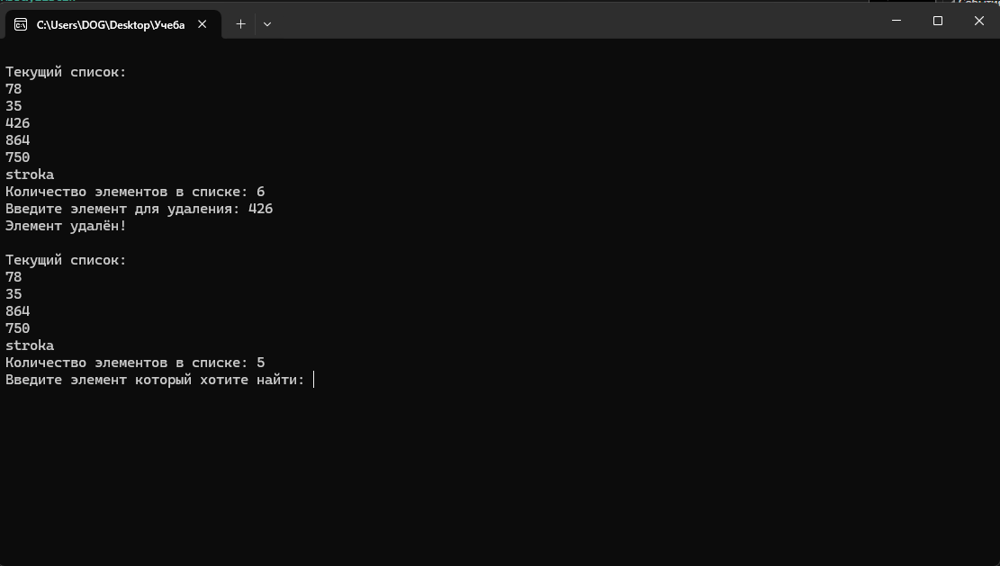 C:\Users\DOG\Desktop\Учеба
Текущий список:
78
35
426
864
750
stroka
Количество элементов в списке: 6
Введите элемент для удаления: 426
Элемент удалён!
Текущий список:
78
35
864
750
stroka
Количество элементов в списке: 5
Введите элемент который хотите найти: